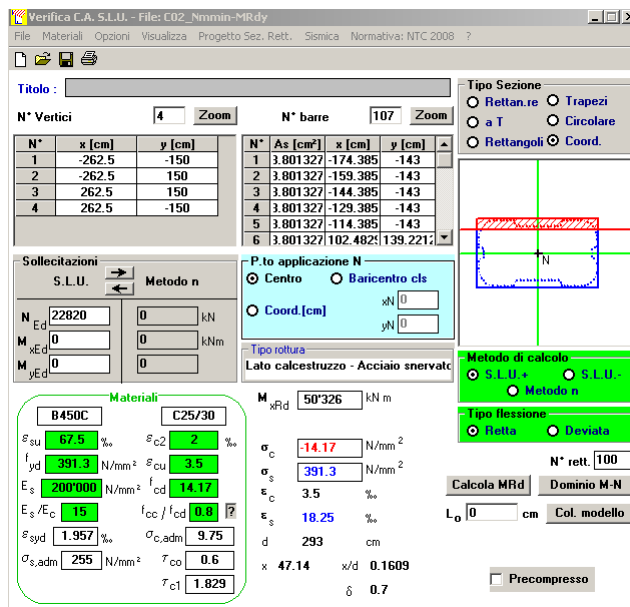 Verifica C.A. S.L.U. - File: C02_Nmmin-MRdy
File Materiali Opzioni Visualizza Progetto Sez. Rett. Sismica Normativa: NTC 2008 ?
Titolo :
N° Vertici 4 Zoom
N° barre 107 Zoom
N° x [cm] y [cm]
1 -262.5 -150
2 -262.5 150
3 262.5 150
4 262.5 -150
N° As [cm²] x [cm] y [cm]
1 3.801327 -174.385 -143
2 3.801327 -159.385 -143
3 3.801327 -144.385 -143
4 3.801327 -129.385 -143
5 3.801327 -114.385 -143
6 3.801327 102.4829 139.2212
Tipo Sezione
Rettan.re Trapezi
a T Circolare
Rettangoli Coord.
N
Sollecitazioni
S.L.U. Metodo n
N Ed 22820 0 kN
M xEd 0 0 kNm
M yEd 0 0
P.to applicazione N
Centro Baricentro cls
Coord.[cm] xN 0
yN 0
Tipo rottura
Lato calcestruzzo - Acciaio snervato
Metodo di calcolo
S.L.U.+ S.L.U.-
Metodo n
Tipo flessione
Retta Deviata
N° rett. 100
Calcola MRd Dominio M-N
L₀ 0 cm Col. modello
Precompresso
Materiali
B450C C25/30
ε su 67.5 ‰ ε c2 2 ‰
f yd 391.3 N/mm² ε cu 3.5
E s 200'000 N/mm² f cd 14.17
E s /E c 15 f cc / f cd 0.8 ?
ε syd 1.957 ‰ σ c,adm 9.75
σ s,adm 255 N/mm² τ co 0.6
τ c1 1.829
M xRd 50'326 kN m
σ c -14.17 N/mm²
σ s 391.3 N/mm²
ε c 3.5 ‰
ε s 18.25 ‰
d 293 cm
x 47.14 x/d 0.1609
δ 0.7